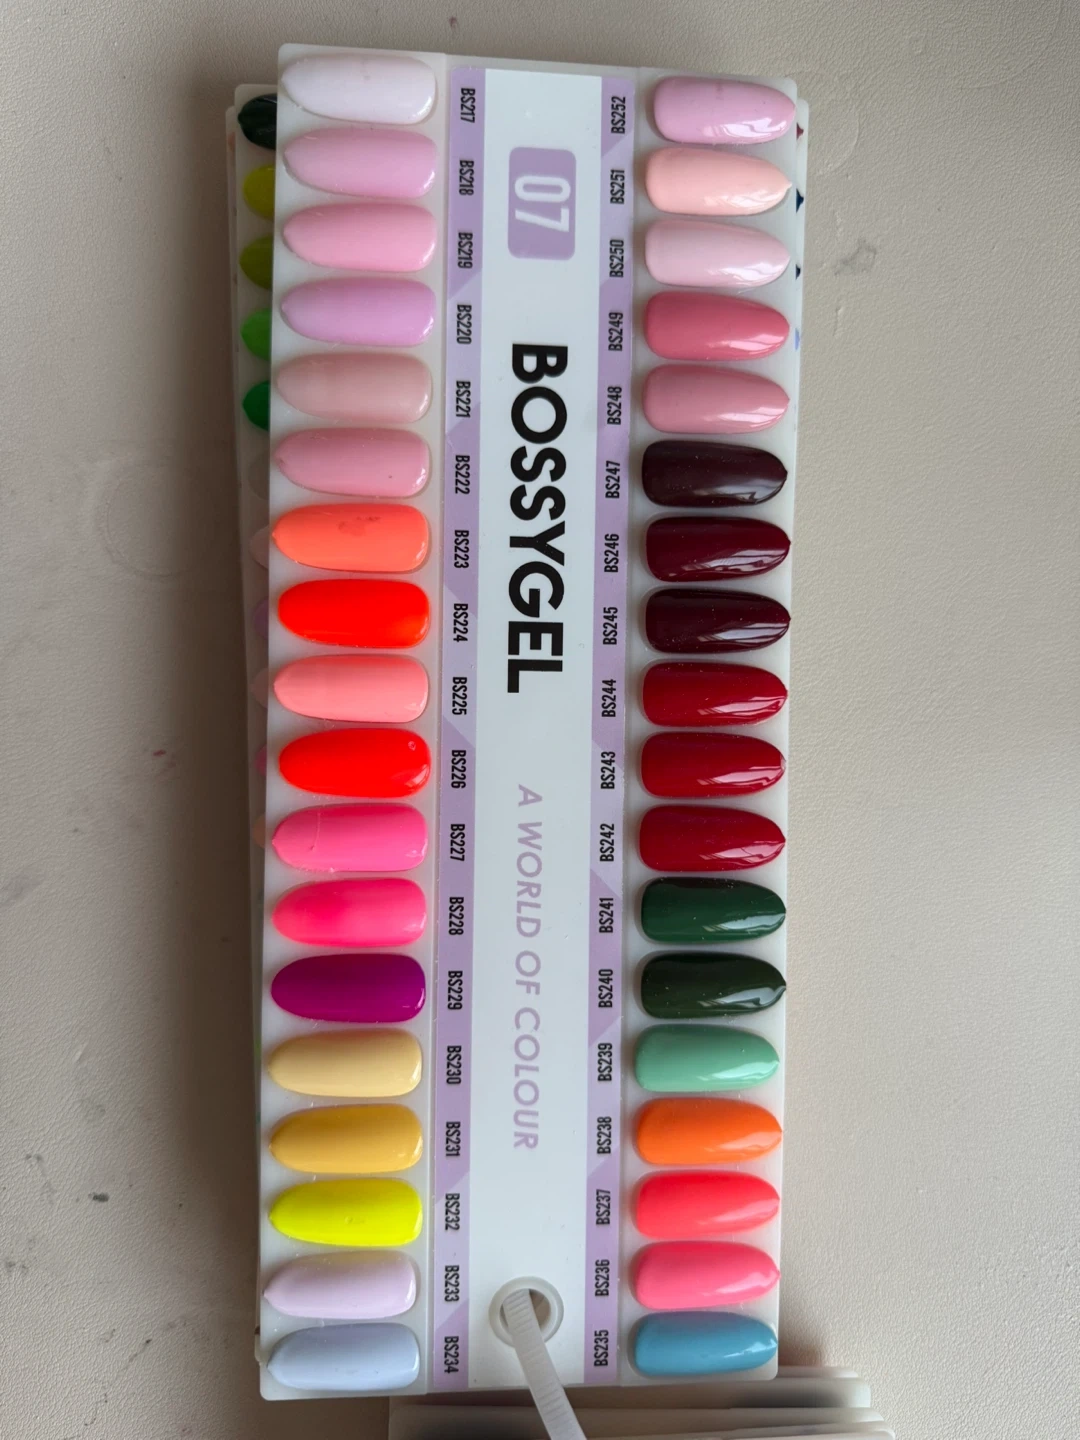 BS217
BS218
BS219
BS220
BS221
BS222
BS223
BS224
BS225
BS226
BS227
BS228
BS229
BS230
BS231
BS232
BS233
BS234
07
BOSSYGEL
A WORLD OF COLOUR
BS252
BS251
BS250
BS249
BS248
BS247
BS246
BS245
BS244
BS243
BS242
BS241
BS240
BS239
BS238
BS237
BS236
BS235